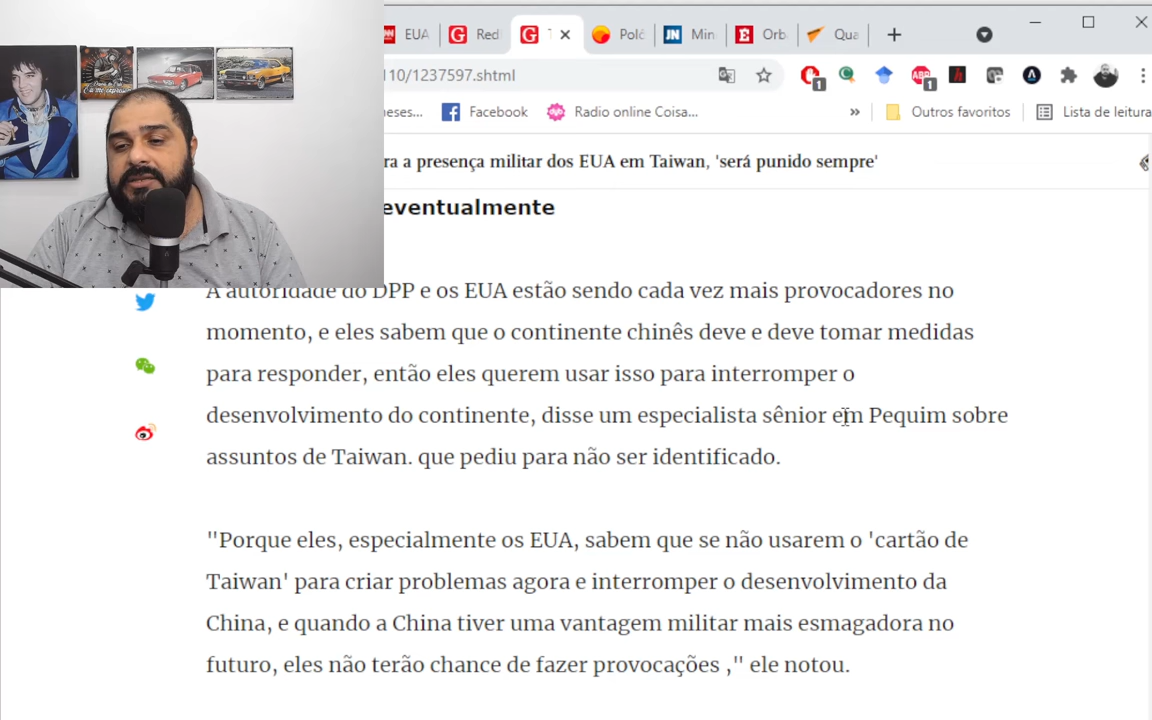 EUA
Red
Poló
Min
Orb
Qua
110/1237597.shtml
1
1
eses...
Facebook
Radio online Coisa...
»
Outros favoritos
Lista de leitura
ra a presença militar dos EUA em Taiwan, 'será punido sempre'
eventualmente
A autoridade do DPP e os EUA estão sendo cada vez mais provocadores no
momento, e eles sabem que o continente chinês deve e deve tomar medidas
para responder, então eles querem usar isso para interromper o
desenvolvimento do continente, disse um especialista sênior em Pequim sobre
assuntos de Taiwan. que pediu para não ser identificado.
"Porque eles, especialmente os EUA, sabem que se não usarem o 'cartão de
Taiwan' para criar problemas agora e interromper o desenvolvimento da
China, e quando a China tiver uma vantagem militar mais esmagadora no
futuro, eles não terão chance de fazer provocações ," ele notou.